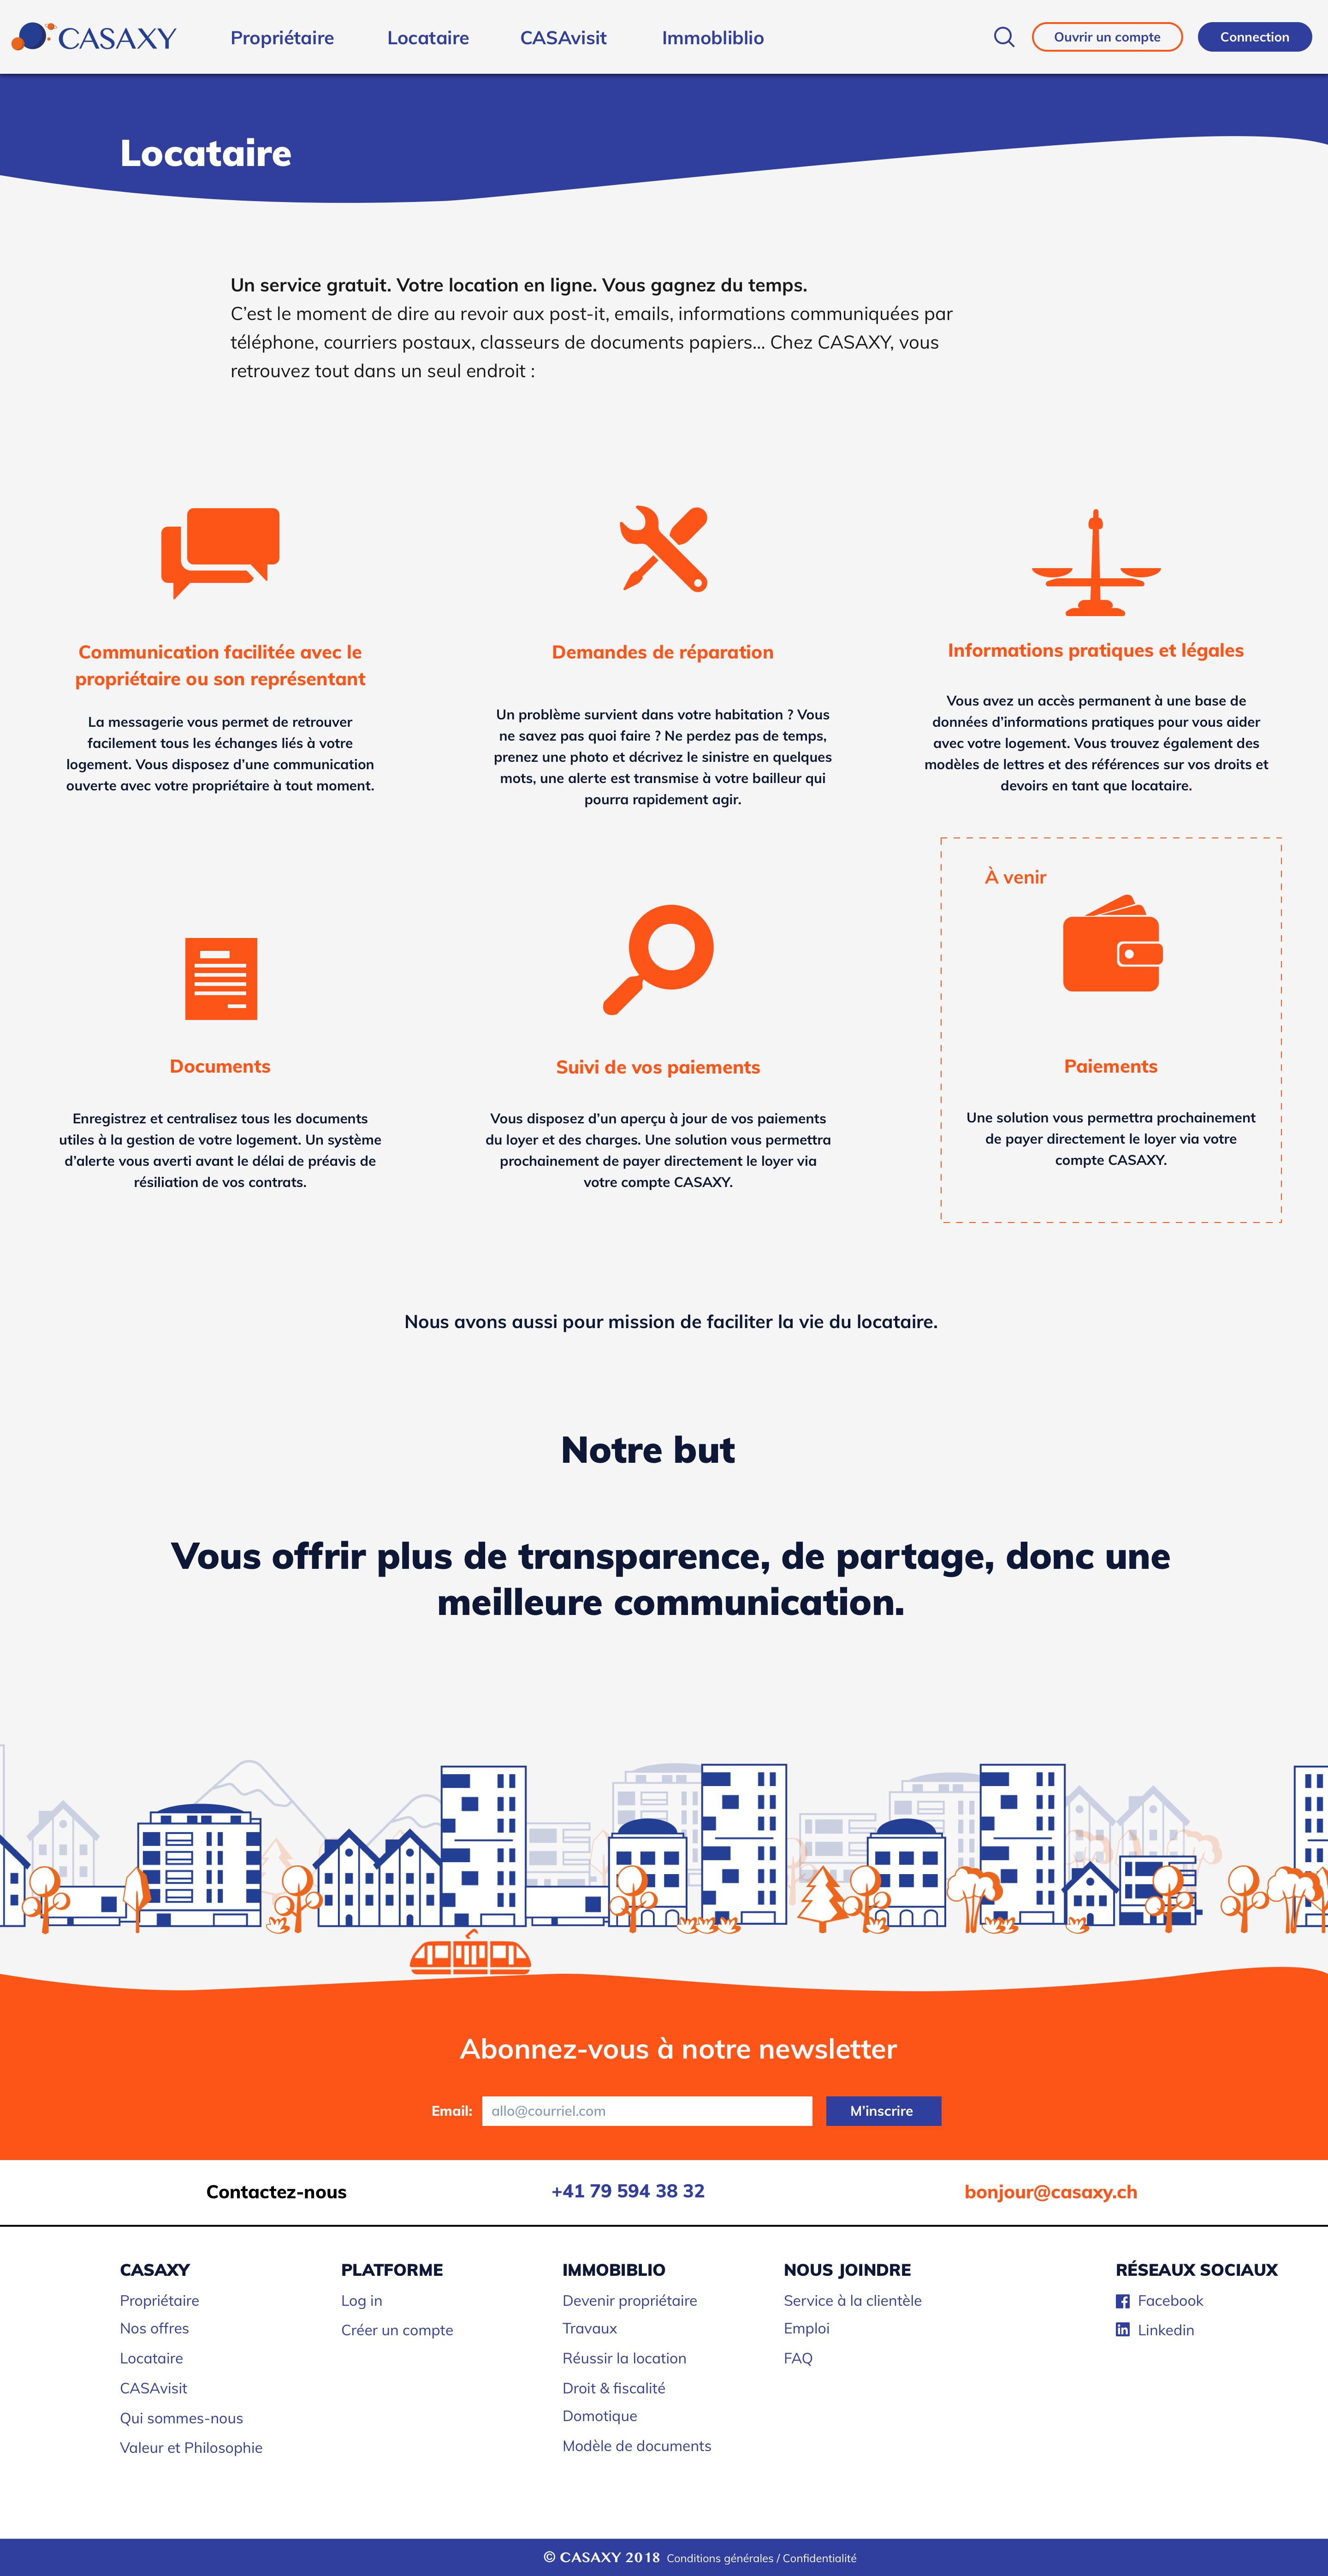 CASAXY
Propriétaire
Locataire
CASAvisit
Immobliblio
Ouvrir un compte
Connection
Locataire
Un service gratuit. Votre location en ligne. Vous gagnez du temps.
C’est le moment de dire au revoir aux post-it, emails, informations communiquées par
téléphone, courriers postaux, classeurs de documents papiers... Chez CASAXY, vous
retrouvez tout dans un seul endroit :
Communication facilitée avec le
propriétaire ou son représentant
La messagerie vous permet de retrouver
facilement tous les échanges liés à votre
logement. Vous disposez d’une communication
ouverte avec votre propriétaire à tout moment.
Demandes de réparation
Un problème survient dans votre habitation ? Vous
ne savez pas quoi faire ? Ne perdez pas de temps,
prenez une photo et décrivez le sinistre en quelques
mots, une alerte est transmise à votre bailleur qui
pourra rapidement agir.
Informations pratiques et légales
Vous avez un accès permanent à une base de
données d’informations pratiques pour vous aider
avec votre logement. Vous trouvez également des
modèles de lettres et des références sur vos droits et
devoirs en tant que locataire.
Documents
Enregistrez et centralisez tous les documents
utiles à la gestion de votre logement. Un système
d’alerte vous averti avant le délai de préavis de
résiliation de vos contrats.
Suivi de vos paiements
Vous disposez d’un aperçu à jour de vos paiements
du loyer et des charges. Une solution vous permettra
prochainement de payer directement le loyer via
votre compte CASAXY.
À venir
Paiements
Une solution vous permettra prochainement
de payer directement le loyer via votre
compte CASAXY.
Nous avons aussi pour mission de faciliter la vie du locataire.
Notre but
Vous offrir plus de transparence, de partage, donc une
meilleure communication.
Abonnez-vous à notre newsletter
Email:
allo@courriel.com
M’inscrire
Contactez-nous
+41 79 594 38 32
bonjour@casaxy.ch
CASAXY
Propriétaire
Nos offres
Locataire
CASAvisit
Qui sommes-nous
Valeur et Philosophie
PLATFORME
Log in
Créer un compte
IMMOBIBLIO
Devenir propriétaire
Travaux
Réussir la location
Droit & fiscalité
Domotique
Modèle de documents
NOUS JOINDRE
Service à la clientèle
Emploi
FAQ
RÉSEAUX SOCIAUX
Facebook
Linkedin
© CASAXY 2018 Conditions générales / Confidentialité